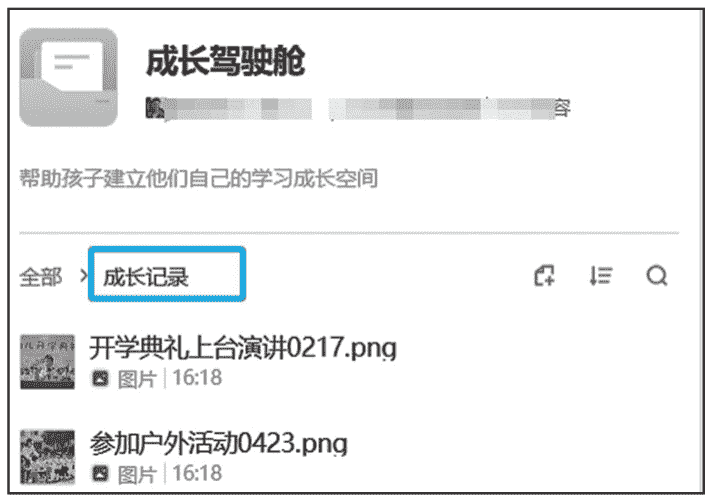 成长驾驶舱
容
帮助孩子建立他们自己的学习成长空间
全部 > 成长记录
开学典礼上台演讲0217.png
图片 | 16:18
参加户外活动0423.png
图片 | 16:18